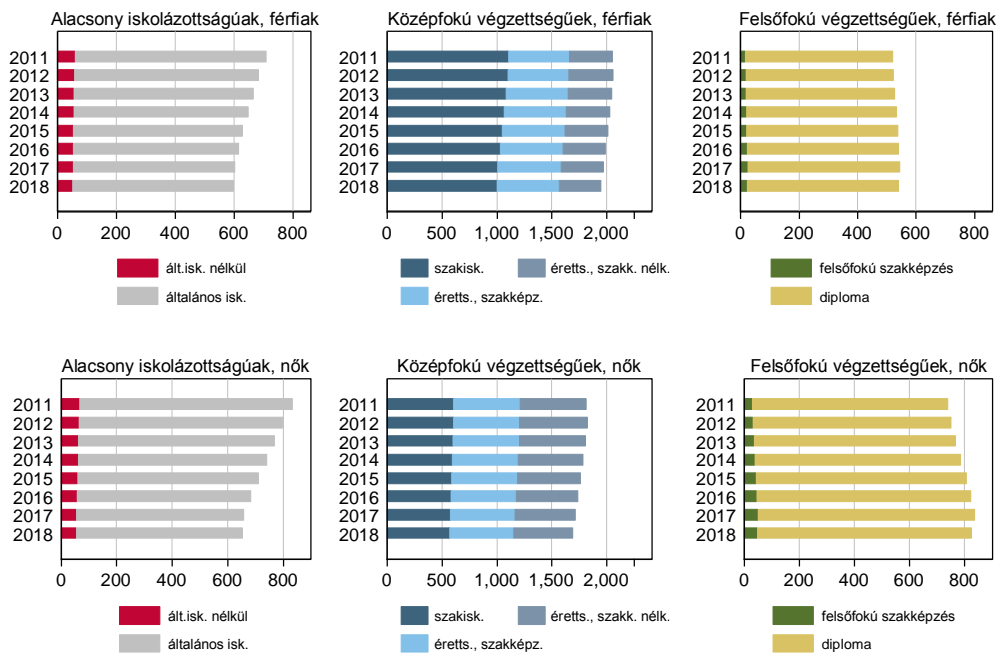 Alacsony iskolázottságúak, férfiak
2011
2012
2013
2014
2015
2016
2017
2018
0 200 400 600 800
ált.isk. nélkül
általános isk.
Középfokú végzettségűek, férfiak
2011
2012
2013
2014
2015
2016
2017
2018
0 500 1,000 1,500 2,000
szakisk. éretts., szakk. nélk.
éretts., szakképz.
Felsőfokú végzettségűek, férfiak
2011
2012
2013
2014
2015
2016
2017
2018
0 200 400 600 800
felsőfokú szakképzés
diploma
Alacsony iskolázottságúak, nők
2011
2012
2013
2014
2015
2016
2017
2018
0 200 400 600 800
ált.isk. nélkül
általános isk.
Középfokú végzettségűek, nők
2011
2012
2013
2014
2015
2016
2017
2018
0 500 1,000 1,500 2,000
szakisk. éretts., szakk. nélk.
éretts., szakképz.
Felsőfokú végzettségűek, nők
2011
2012
2013
2014
2015
2016
2017
2018
0 200 400 600 800
felsőfokú szakképzés
diploma